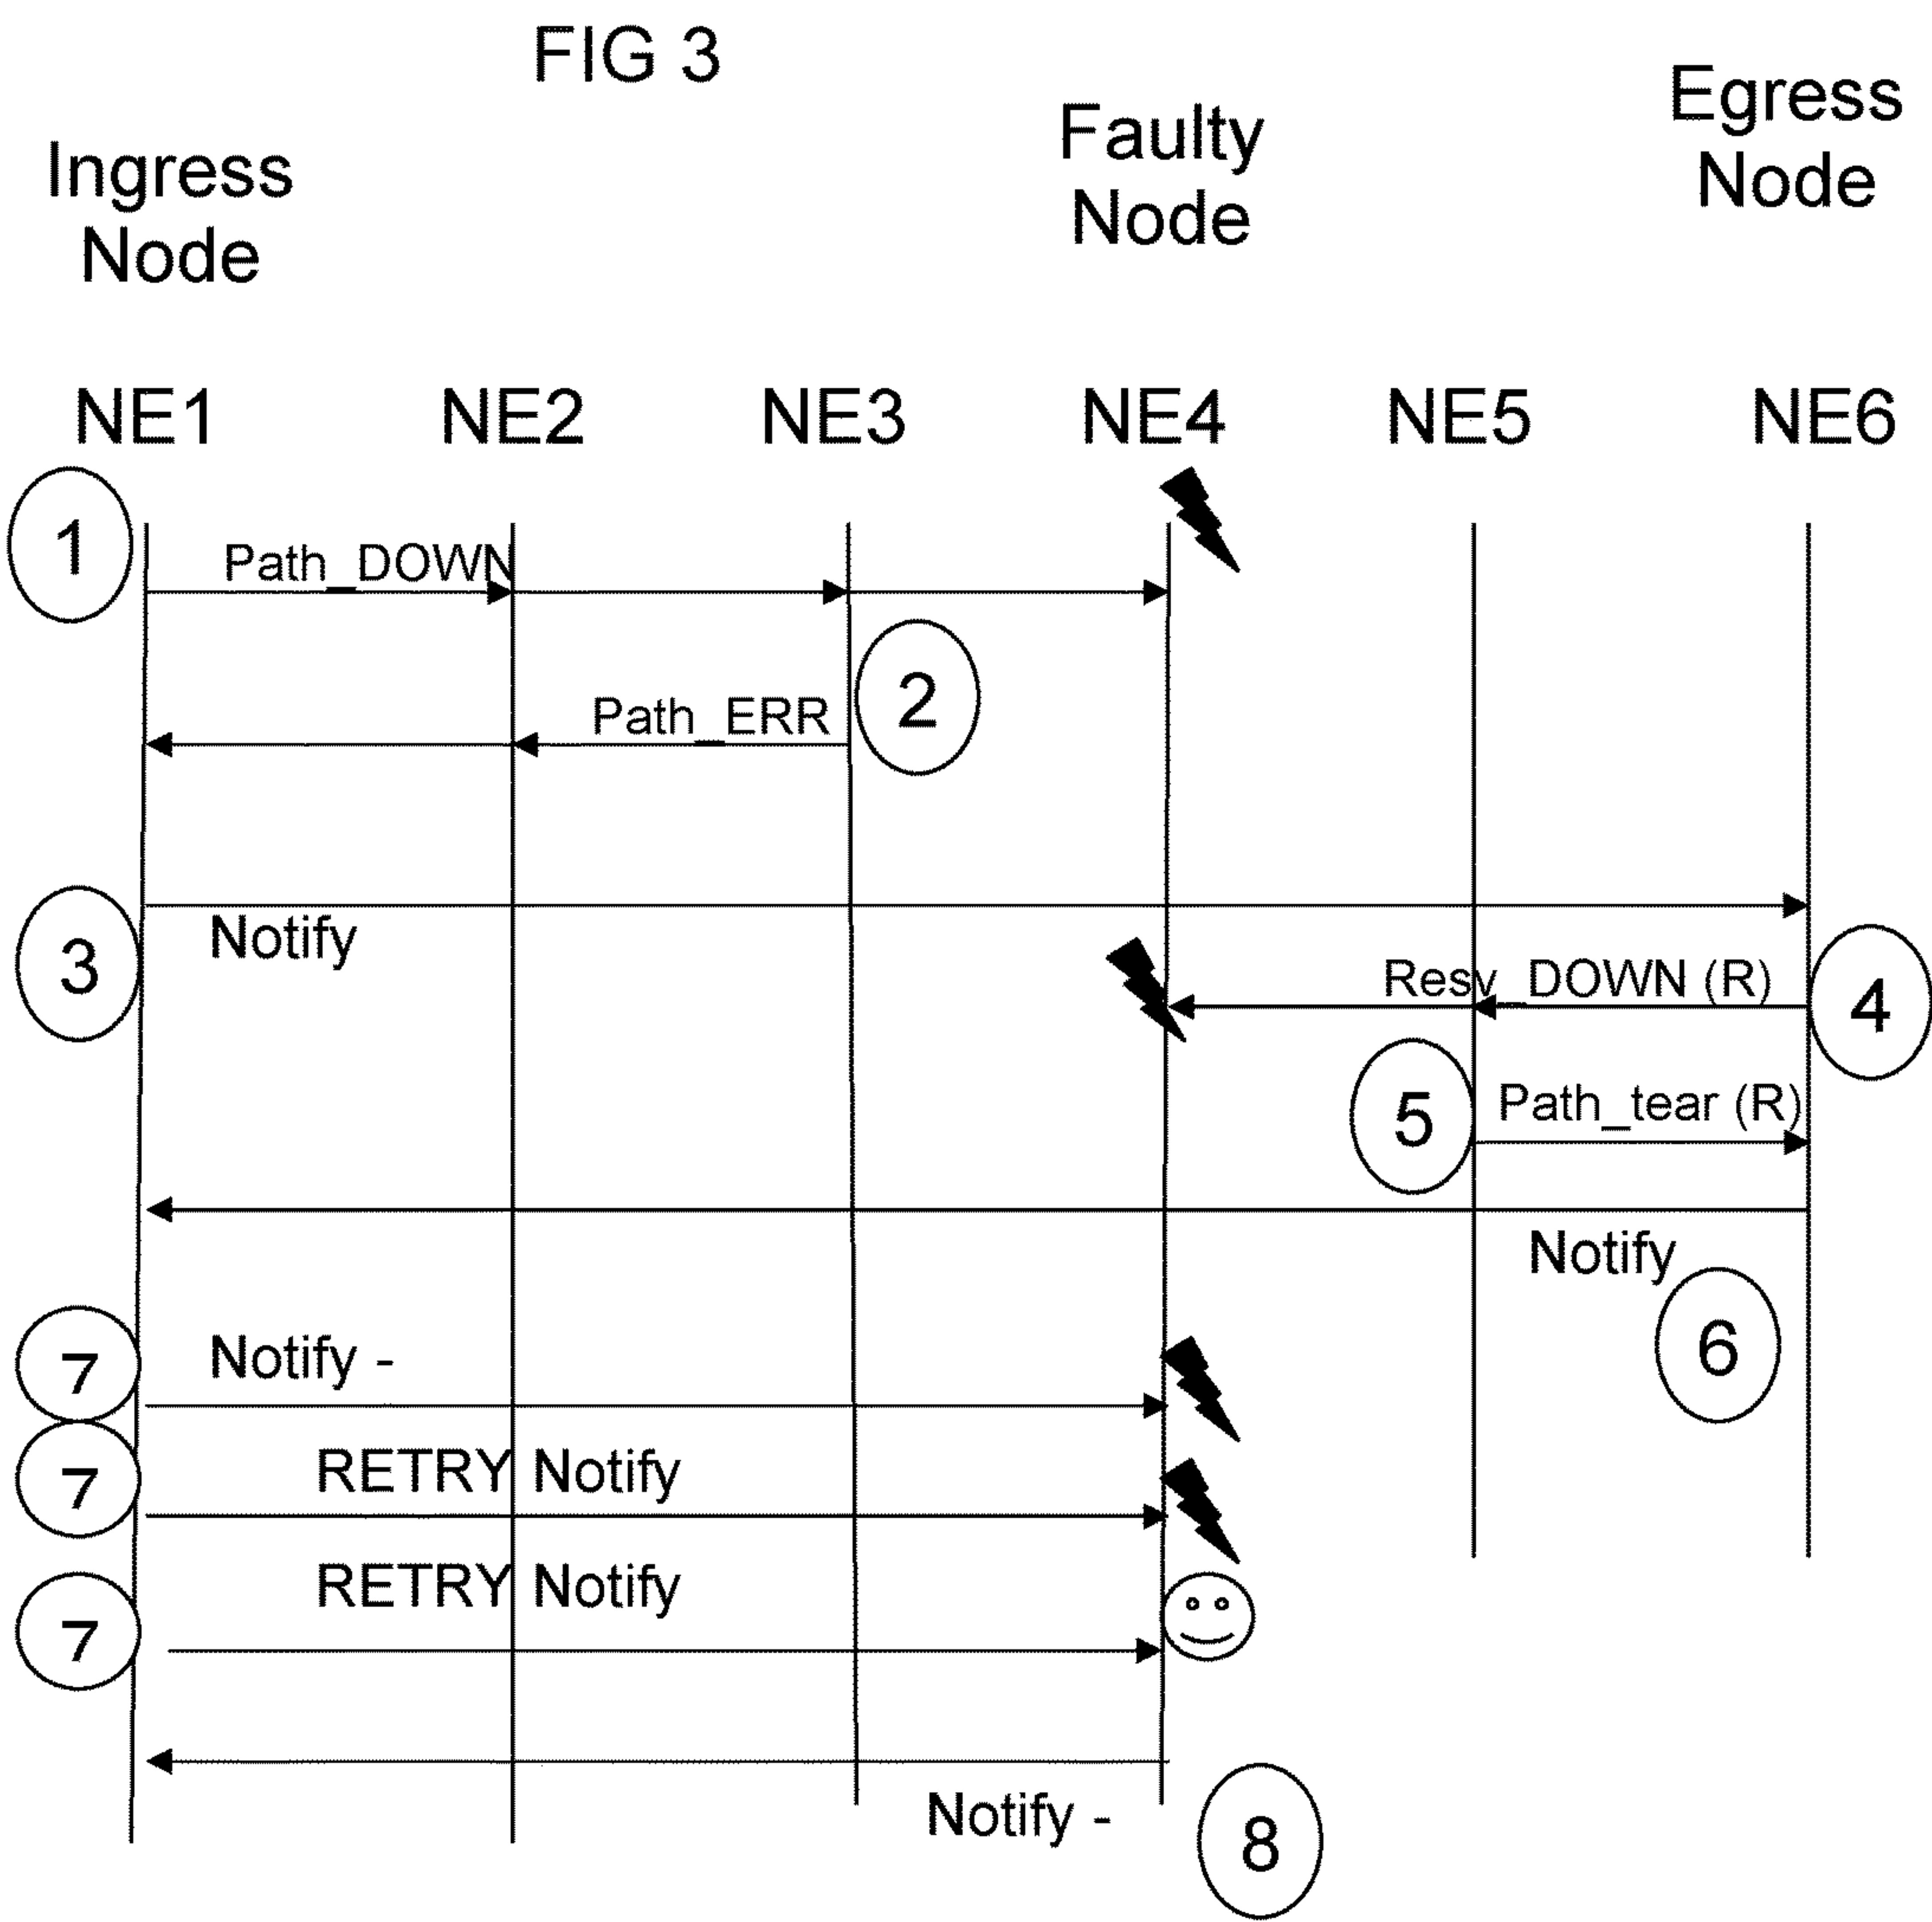 FIG 3
Ingress
Node
Faulty
Node
Egress
Node
NE1 NE2 NE3 NE4 NE5 NE6
1
Path_DOWN
2
Path_ERR
3
Notify
Resv_DOWN (R)
4
5
Path_tear (R)
Notify
6
7
Notify -
7
RETRY Notify
7
RETRY Notify
Notify -
8